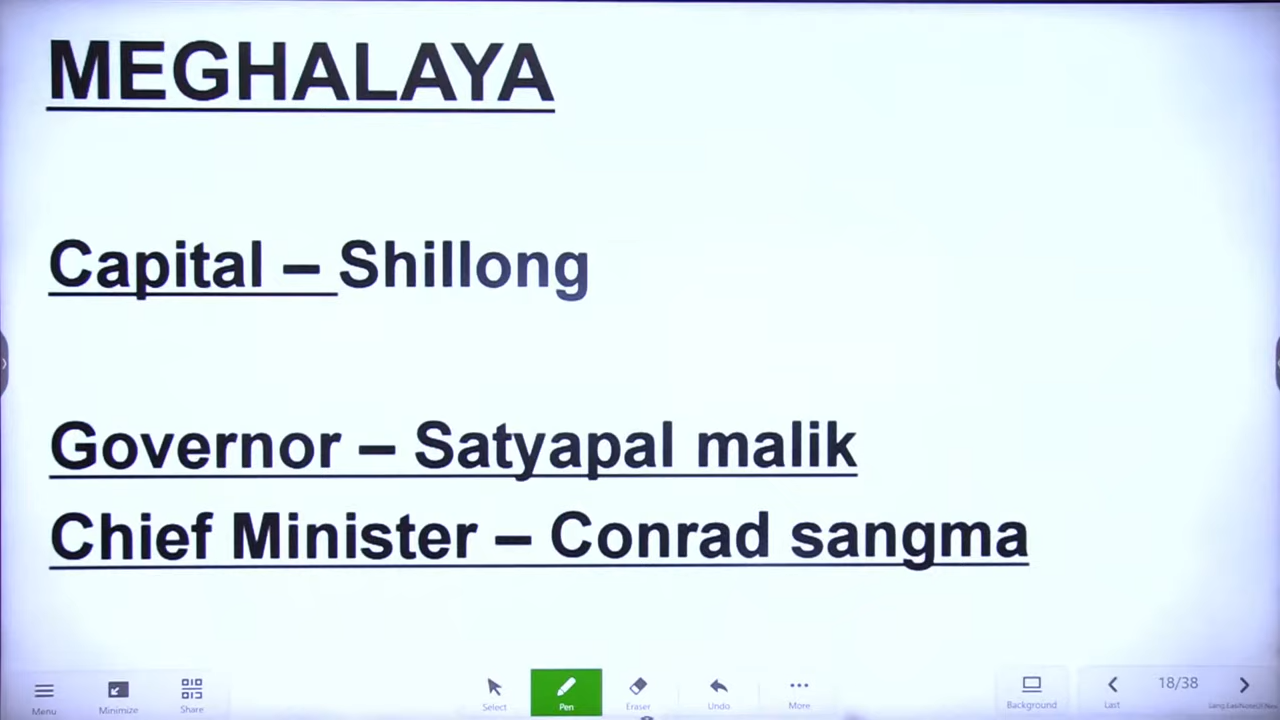 MEGHALAYA
Capital – Shillong
Governor – Satyapal malik
Chief Minister – Conrad sangma
Menu
Minimize
Share
Select
Pen
Eraser
Undo
More
Background
Last
18/38